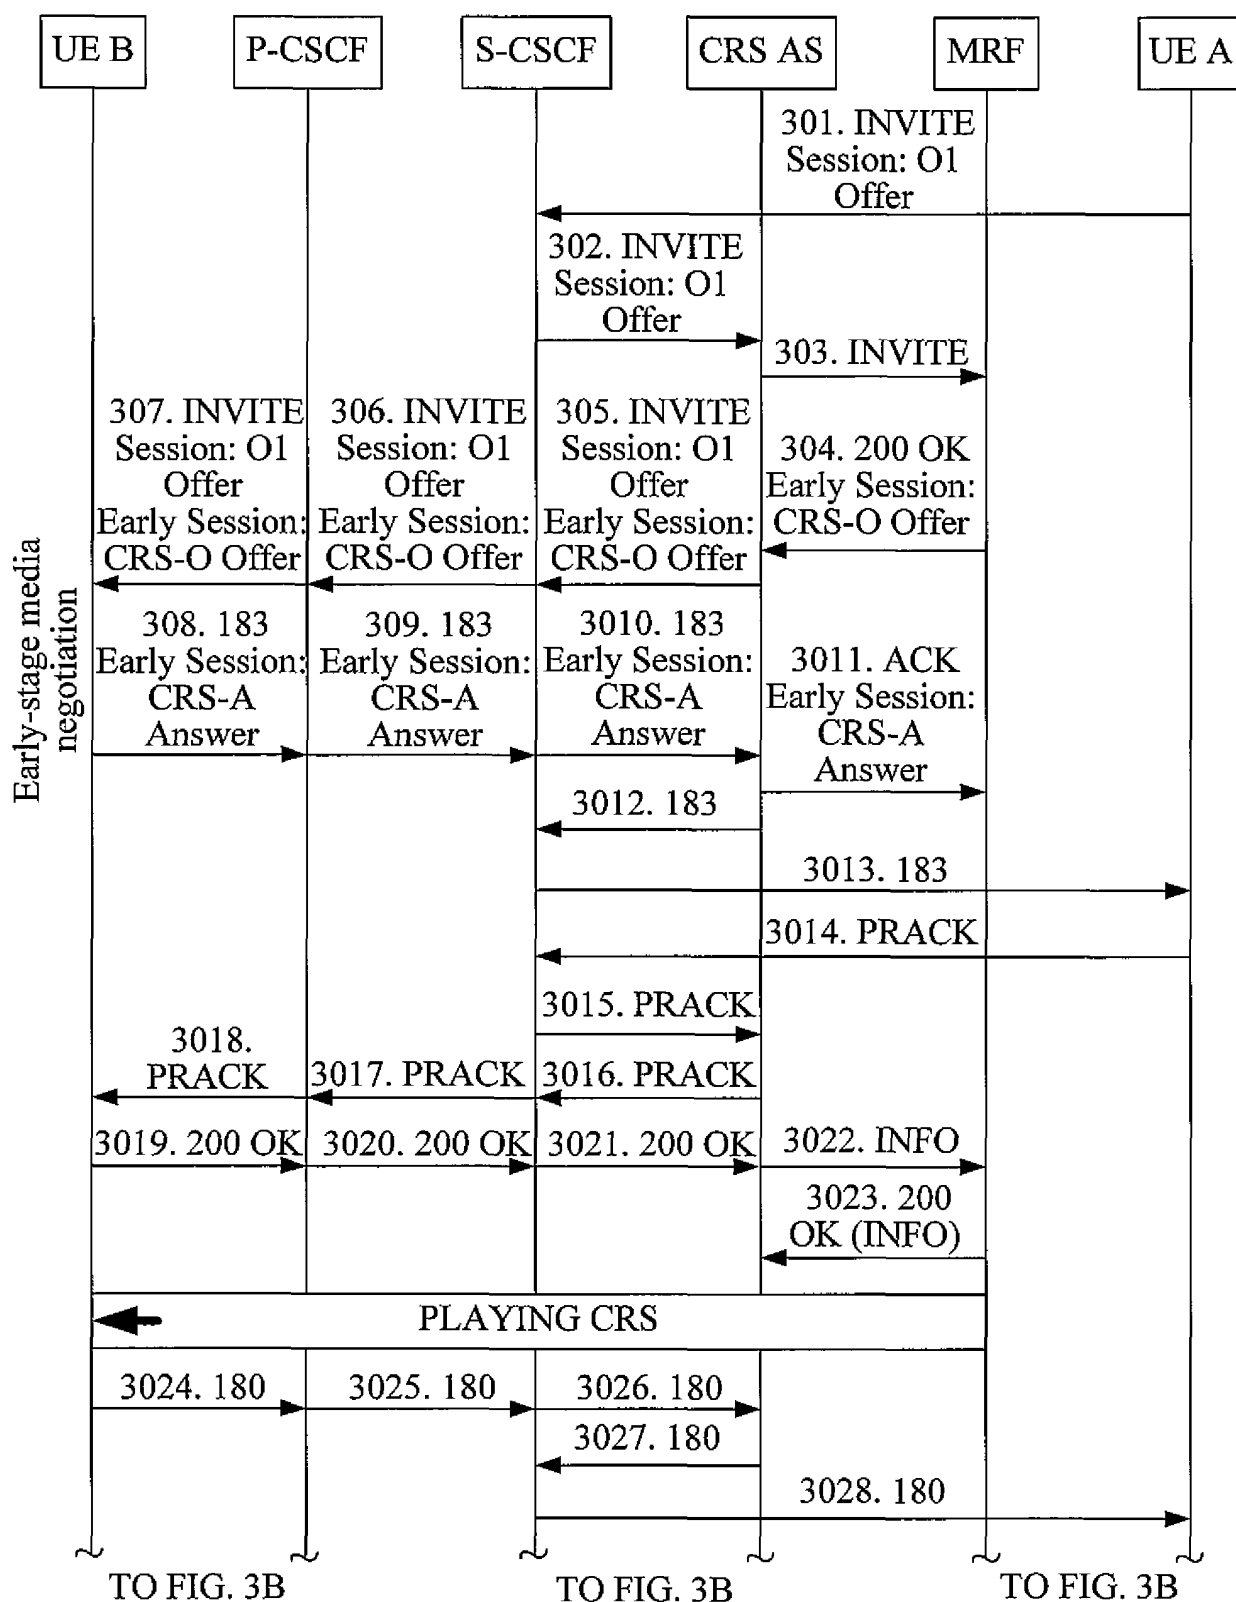 UE B
P-CSCF
S-CSCF
CRS AS
MRF
UE A
301. INVITE
Session: O1
Offer
302. INVITE
Session: O1
Offer
303. INVITE
307. INVITE
Session: O1
Offer
Early Session:
CRS-O Offer
306. INVITE
Session: O1
Offer
Early Session:
CRS-O Offer
305. INVITE
Session: O1
Offer
Early Session:
CRS-O Offer
304. 200 OK
Early Session:
CRS-O Offer
Early-stage media
negotiation
308. 183
Early Session:
CRS-A
Answer
309. 183
Early Session:
CRS-A
Answer
3010. 183
Early Session:
CRS-A
Answer
3011. ACK
Early Session:
CRS-A
Answer
3012. 183
3013. 183
3014. PRACK
3015. PRACK
3018.
PRACK
3017. PRACK
3016. PRACK
3019. 200 OK
3020. 200 OK
3021. 200 OK
3022. INFO
3023. 200
OK (INFO)
PLAYING CRS
3024. 180
3025. 180
3026. 180
3027. 180
3028. 180
TO FIG. 3B
TO FIG. 3B
TO FIG. 3B